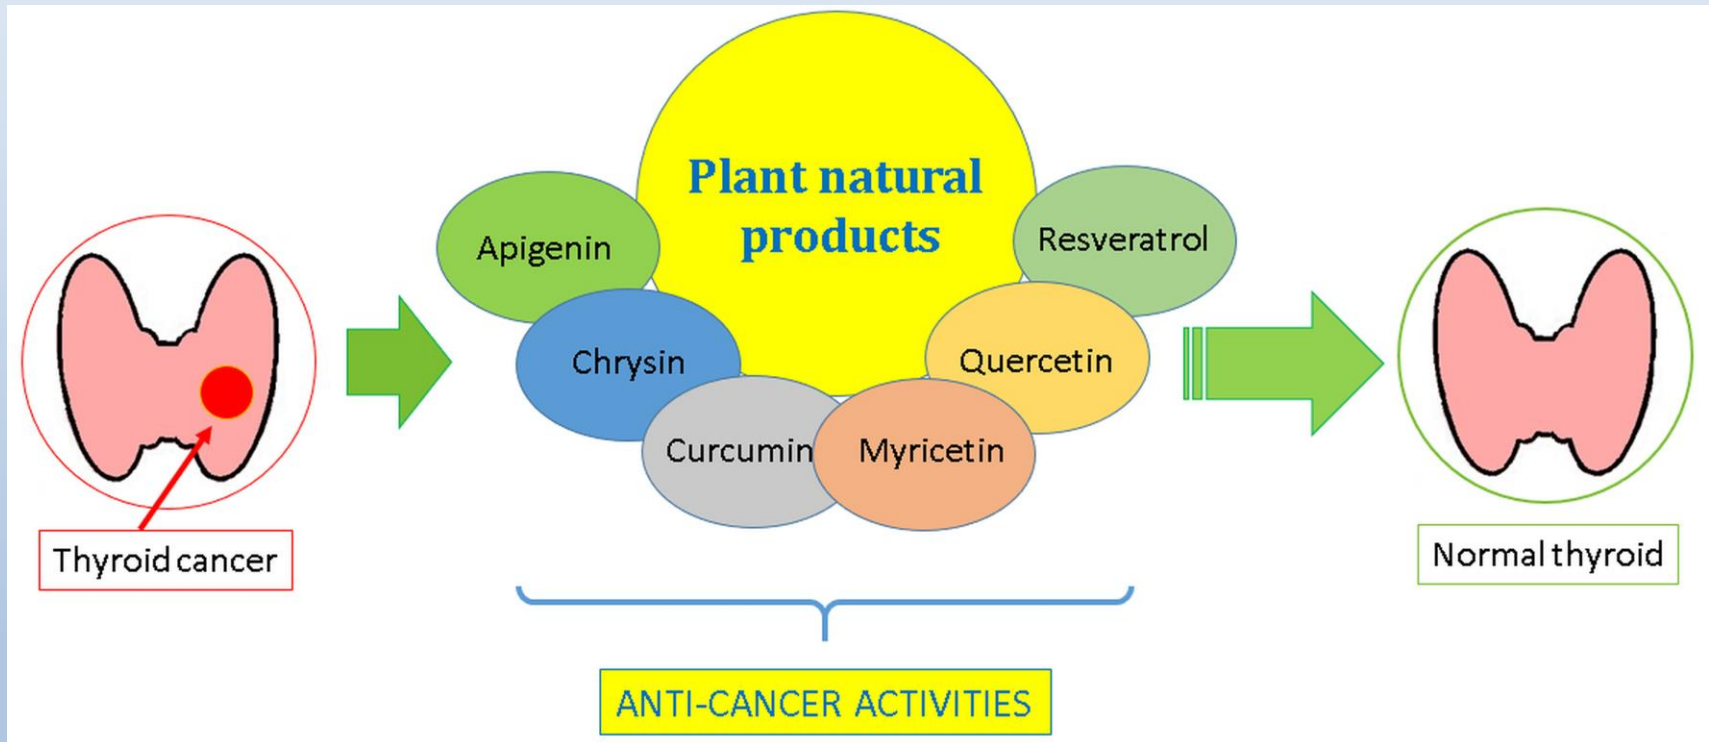 Plant natural
products
Apigenin
Chrysin
Curcumin
Myricetin
Quercetin
Resveratrol
Thyroid cancer
Normal thyroid
ANTI-CANCER ACTIVITIES